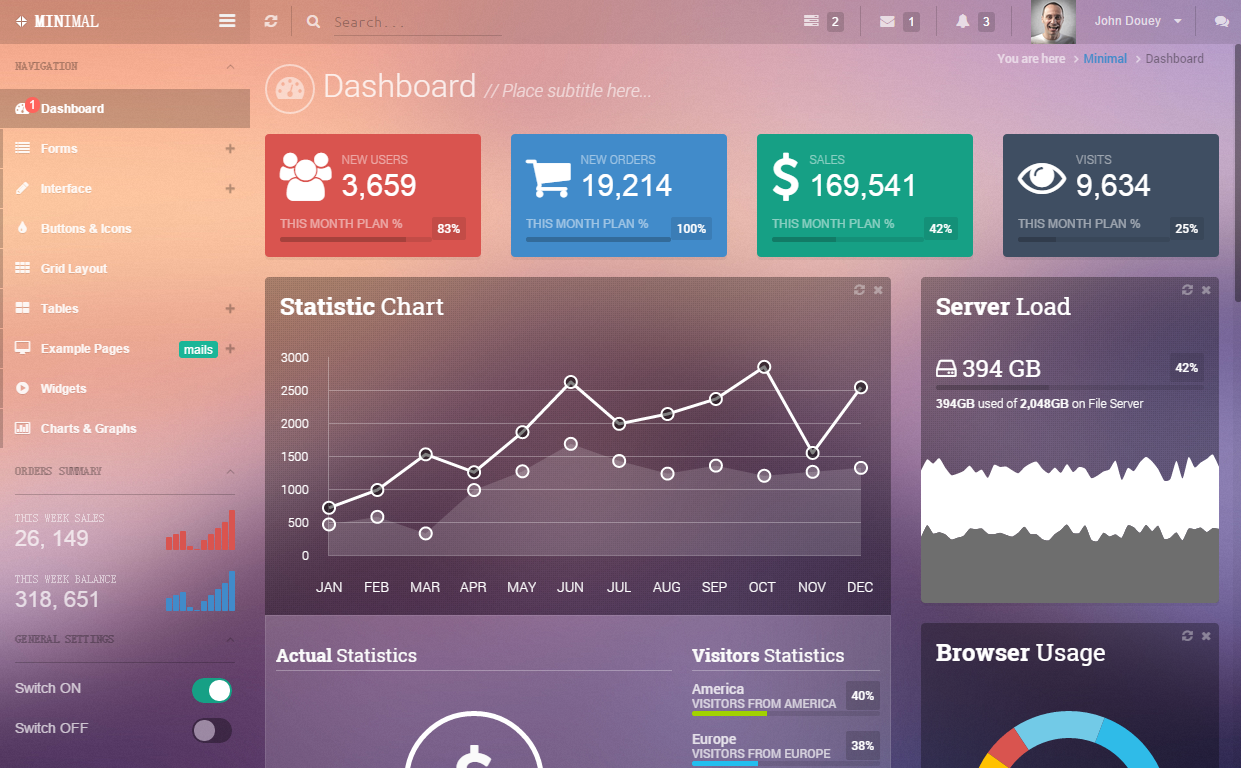 MINIMAL
Search...
2
1
3
John Douey
NAVIGATION
1
Dashboard
Forms
Interface
Buttons & Icons
Grid Layout
Tables
Example Pages
mails
Widgets
Charts & Graphs
ORDERS SUMMARY
THIS WEEK SALES
26, 149
THIS WEEK BALANCE
318, 651
GENERAL SETTINGS
Switch ON
Switch OFF
You are here > Minimal > Dashboard
Dashboard // Place subtitle here...
NEW USERS
3,659
THIS MONTH PLAN %
83%
NEW ORDERS
19,214
THIS MONTH PLAN %
100%
SALES
169,541
THIS MONTH PLAN %
42%
VISITS
9,634
THIS MONTH PLAN %
25%
Statistic Chart
3000
2500
2000
1500
1000
500
0
JAN FEB MAR APR MAY JUN JUL AUG SEP OCT NOV DEC
Server Load
394 GB
42%
394GB used of 2,048GB on File Server
Actual Statistics
Visitors Statistics
America
VISITORS FROM AMERICA
40%
Europe
VISITORS FROM EUROPE
38%
Browser Usage